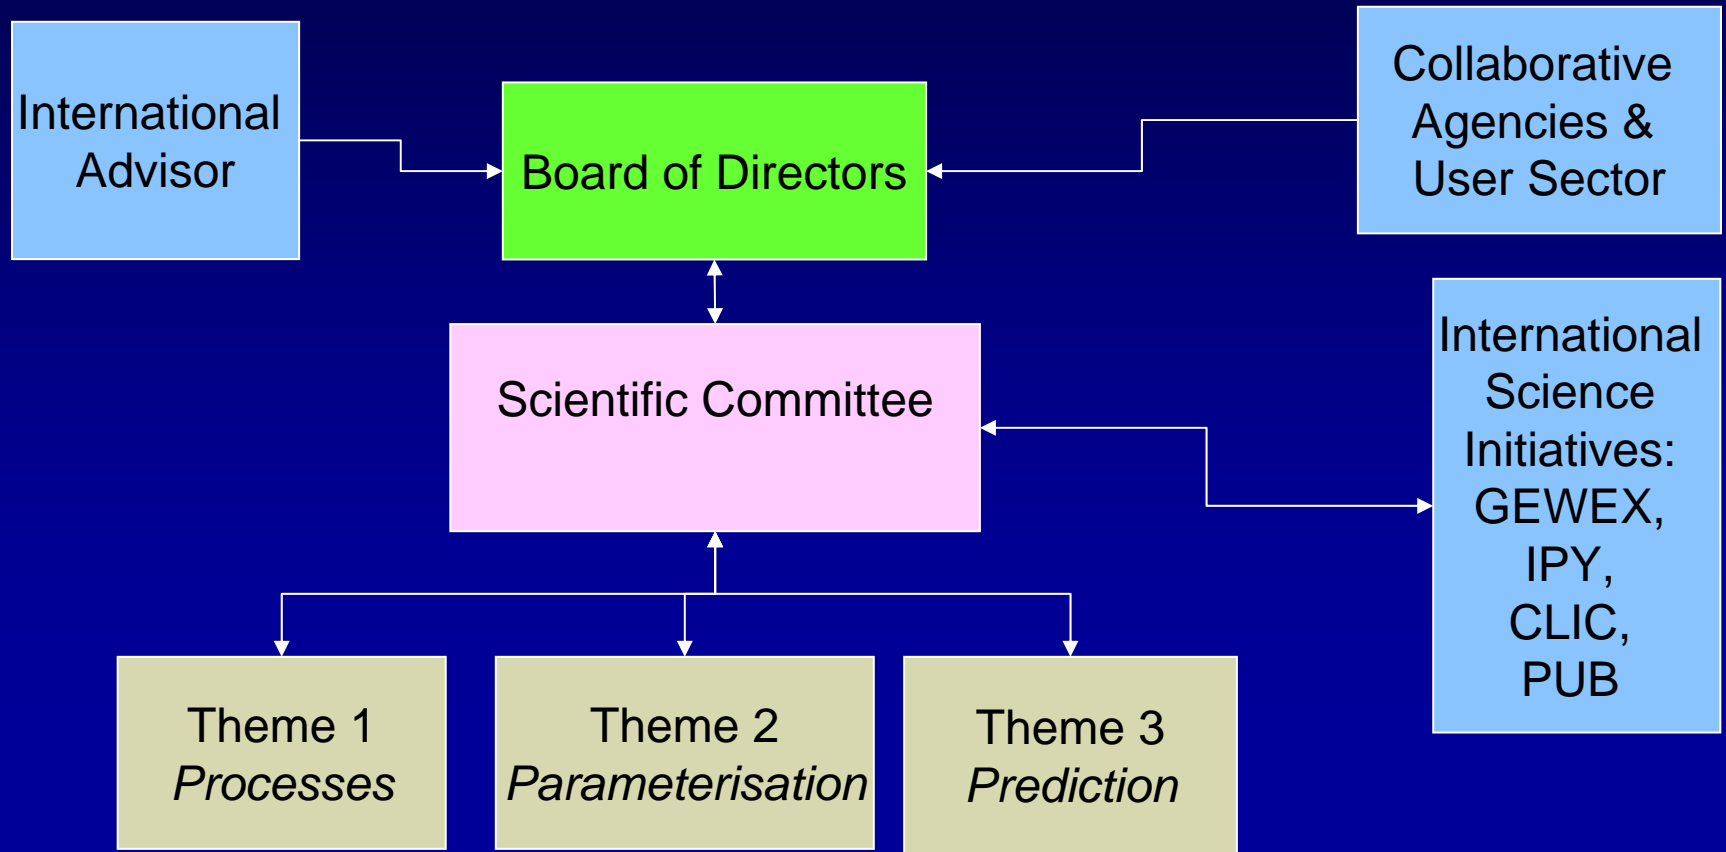 International
Advisor
Board of Directors
Collaborative
Agencies &
User Sector
Scientific Committee
International
Science
Initiatives:
GEWEX,
IPY,
CLIC,
PUB
Theme 1
Processes
Theme 2
Parameterisation
Theme 3
Prediction